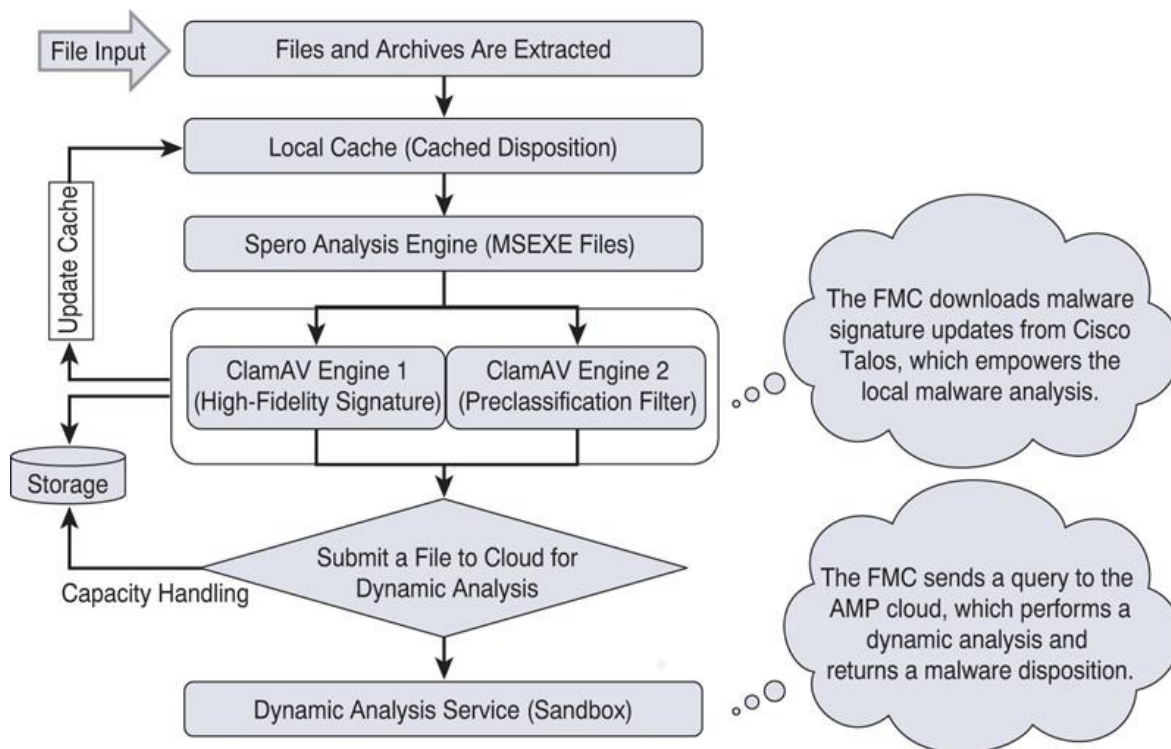 File Input
Files and Archives Are Extracted
Local Cache (Cached Disposition)
Update Cache
Spero Analysis Engine (MSEXE Files)
ClamAV Engine 1
(High-Fidelity Signature)
ClamAV Engine 2
(Preclassification Filter)
The FMC downloads malware
signature updates from Cisco
Talos, which empowers the
local malware analysis.
Storage
Submit a File to Cloud for
Dynamic Analysis
Capacity Handling
The FMC sends a query to the
AMP cloud, which performs a
dynamic analysis and
returns a malware disposition.
Dynamic Analysis Service (Sandbox)